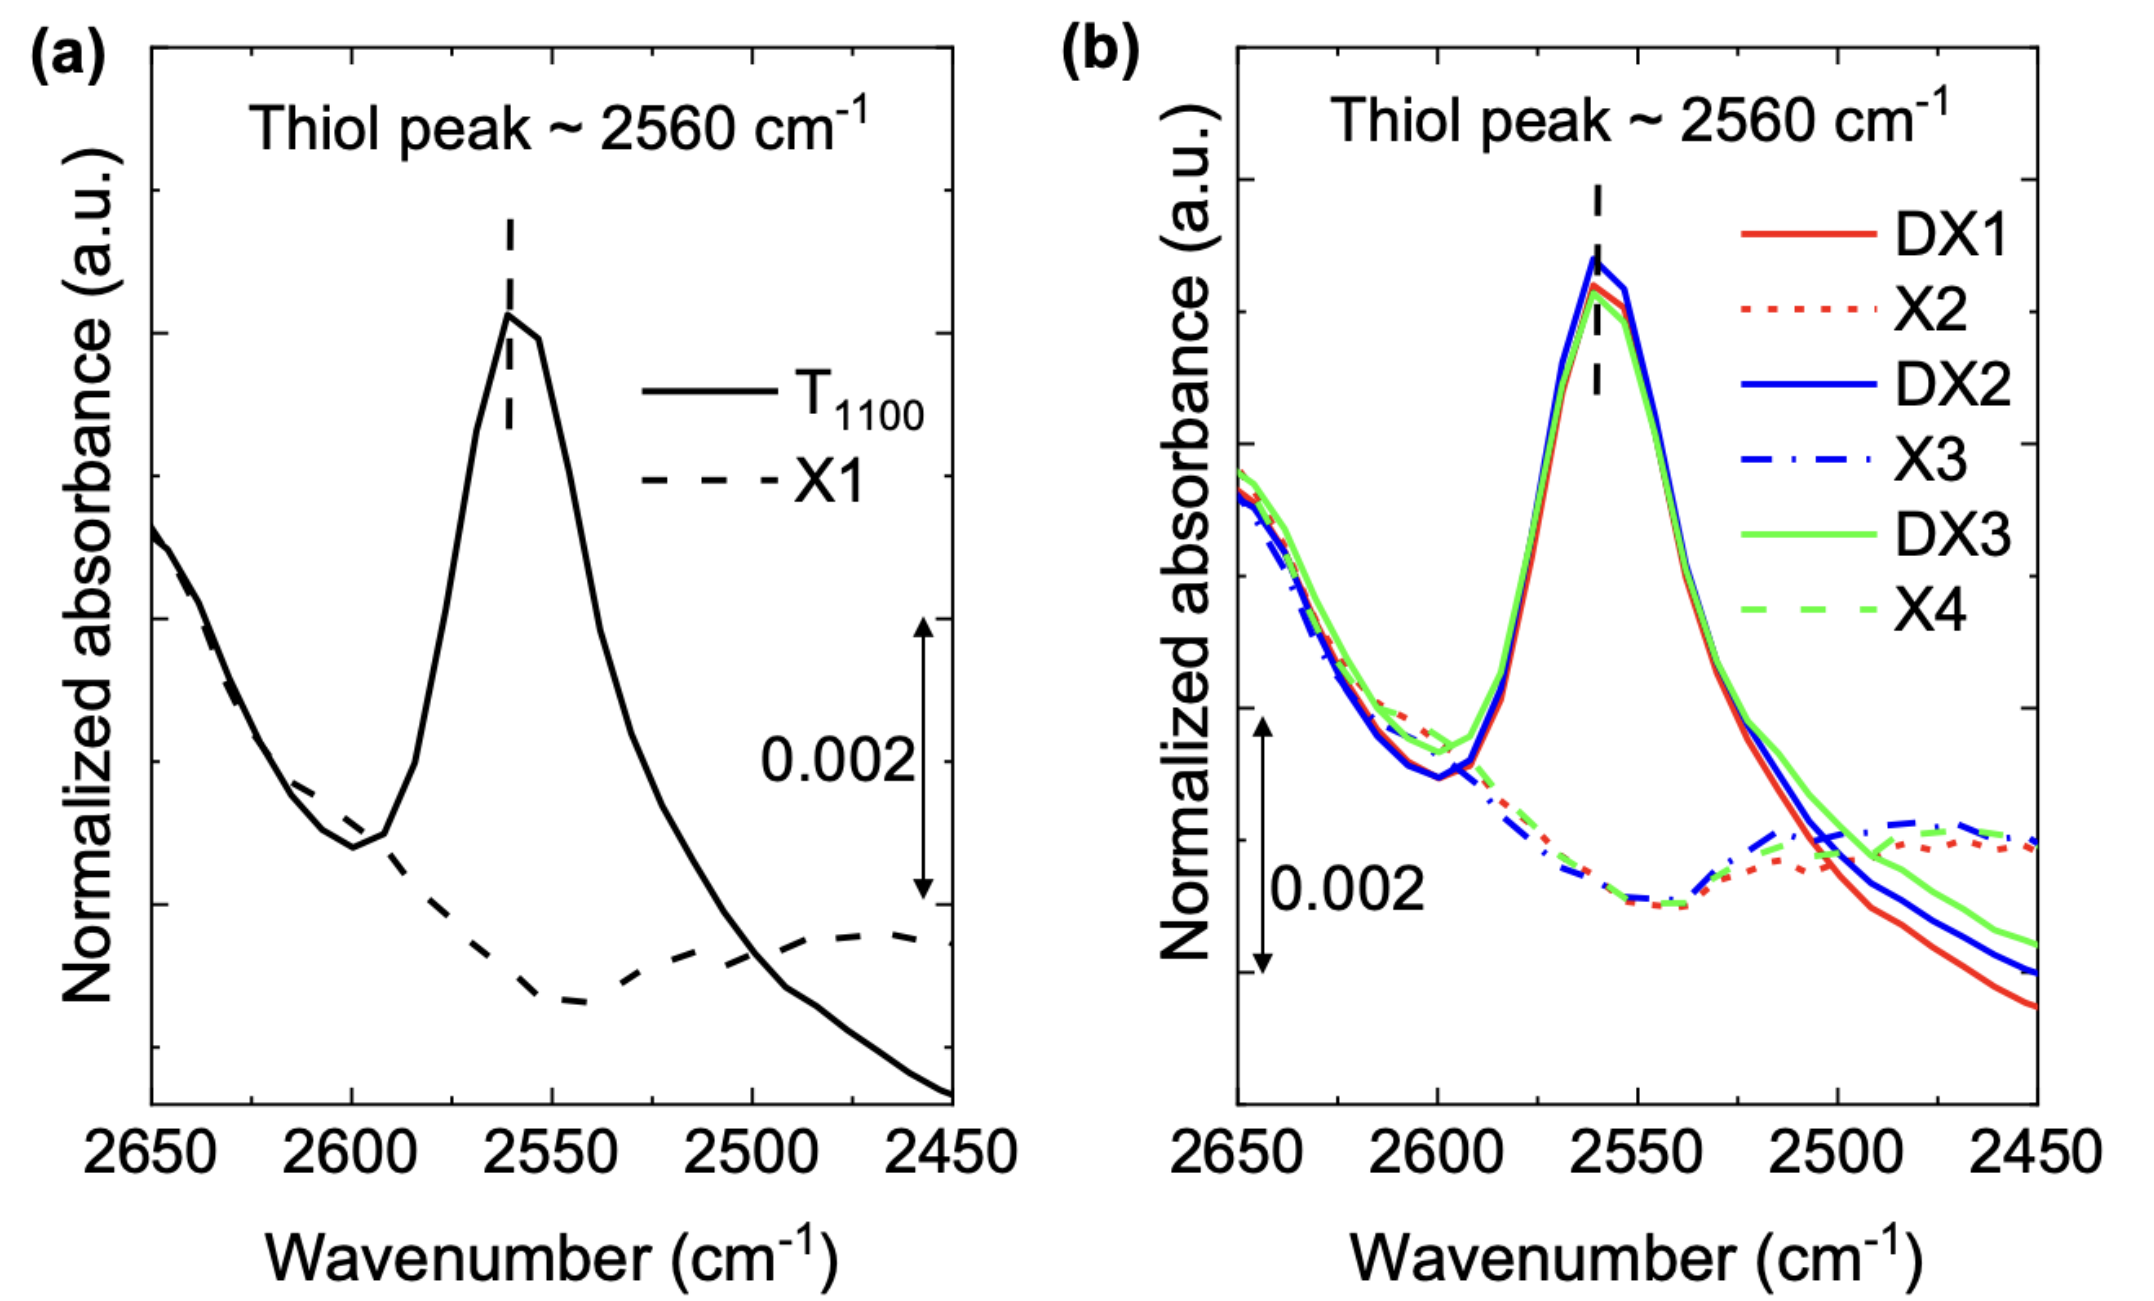 (a)
Thiol peak ~ 2560 cm⁻¹
T₁₁₀₀
X1
0.002
Normalized absorbance (a.u.)
2650 2600 2550 2500 2450
Wavenumber (cm⁻¹)
(b)
Thiol peak ~ 2560 cm⁻¹
DX1
X2
DX2
X3
DX3
X4
0.002
Normalized absorbance (a.u.)
2650 2600 2550 2500 2450
Wavenumber (cm⁻¹)